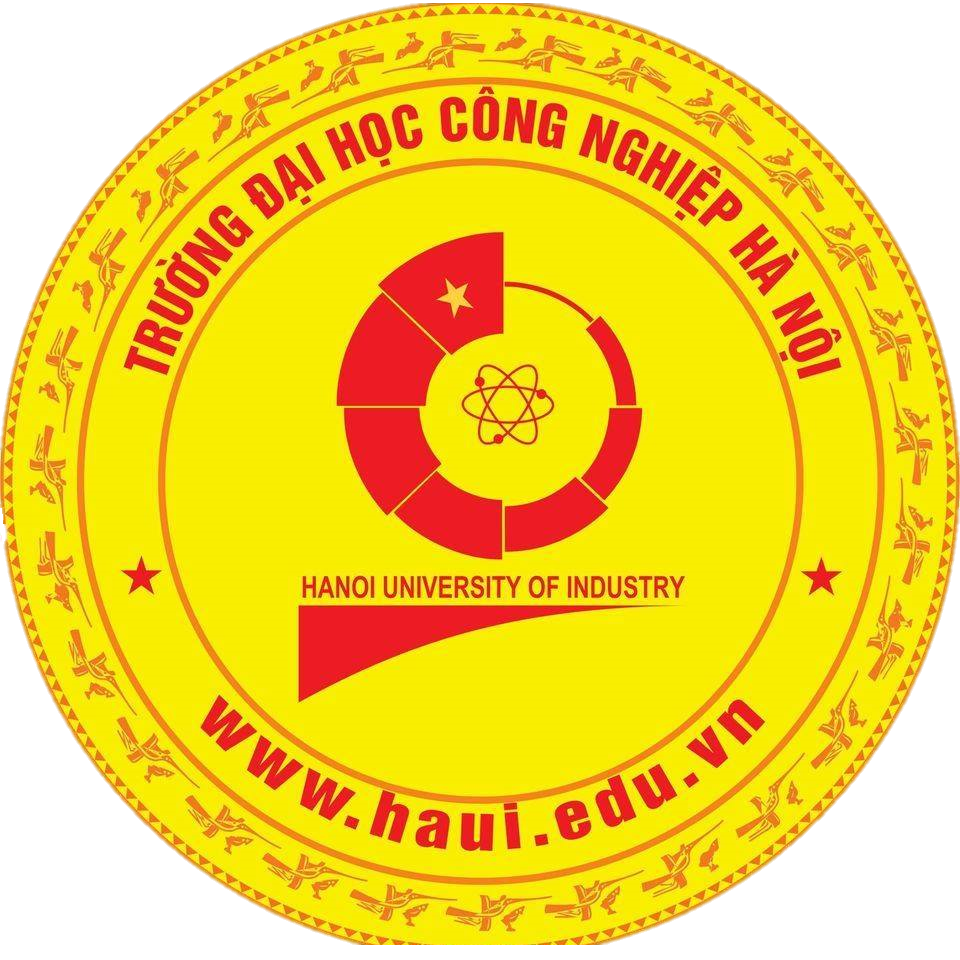 TRƯỜNG ĐẠI HỌC CÔNG NGHIỆP HÀ NỘI
HANOI UNIVERSITY OF INDUSTRY
www.haui.edu.vn